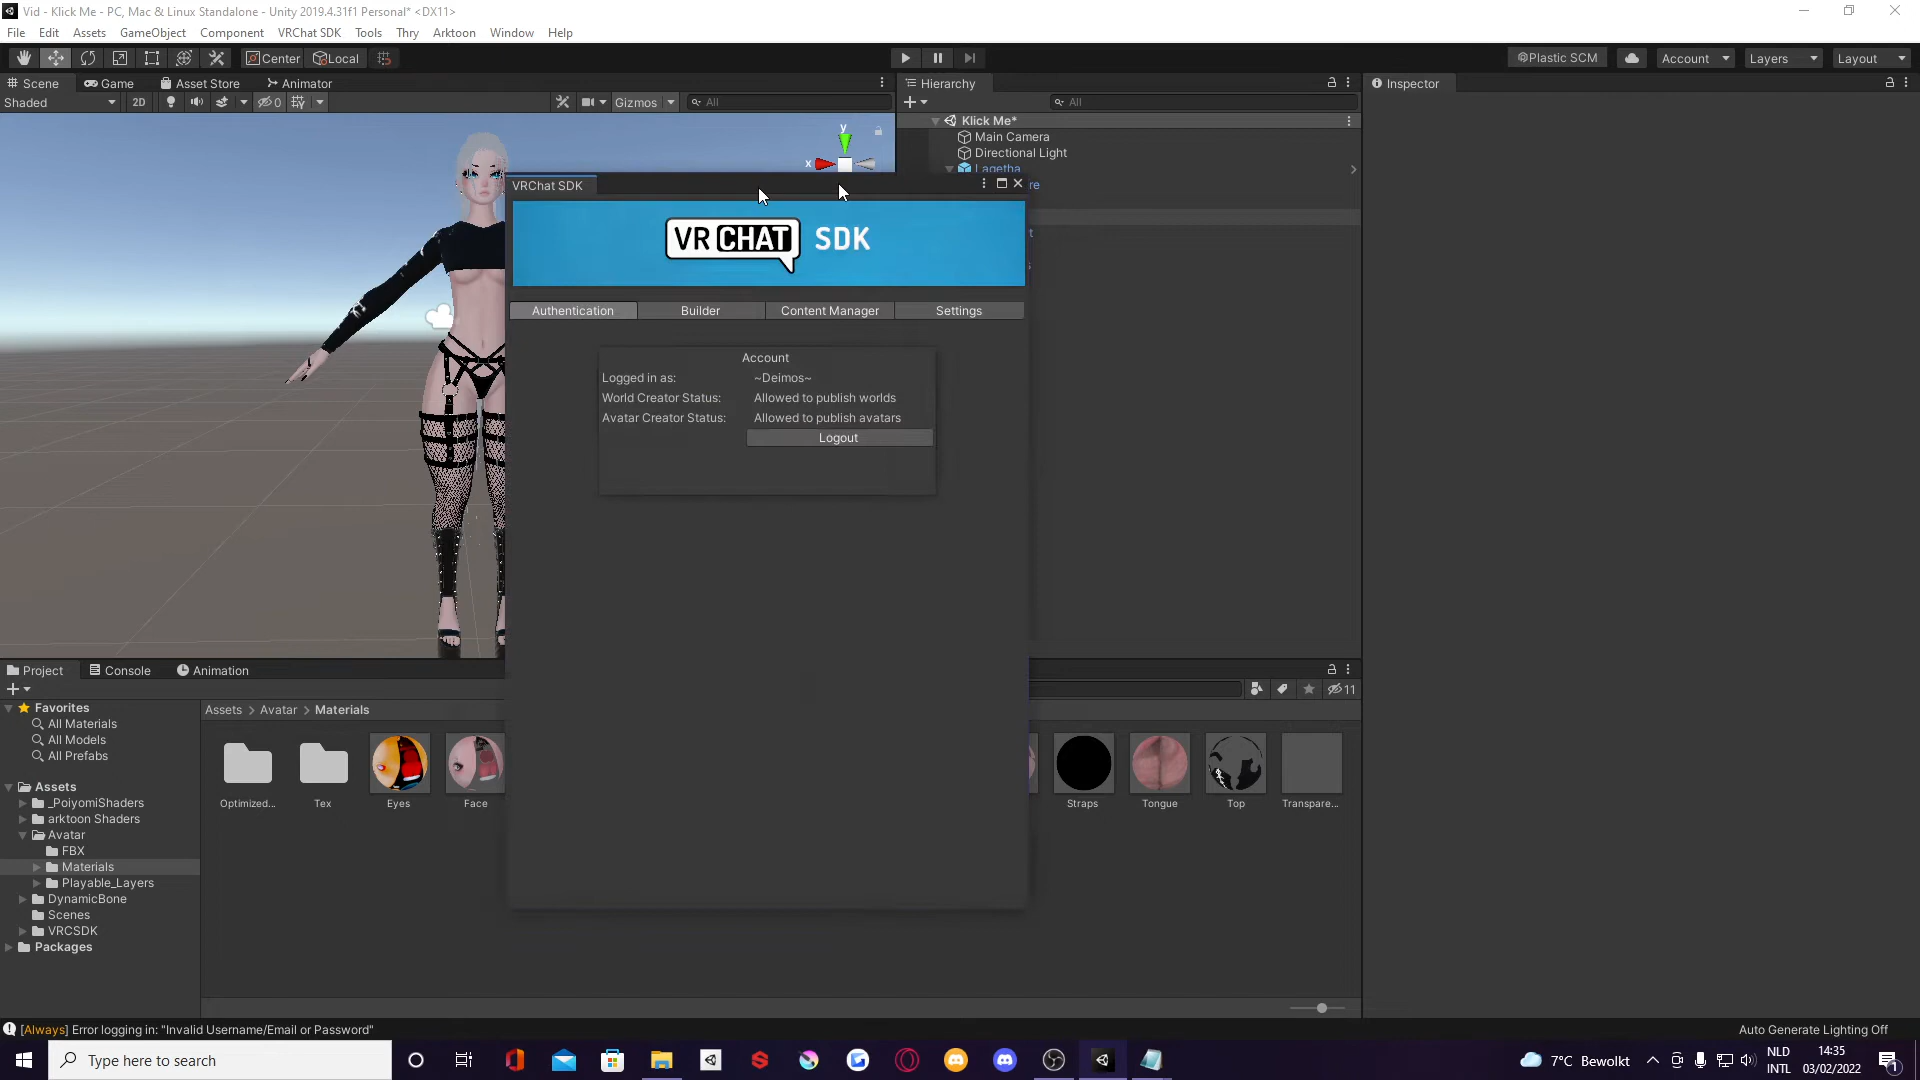 Vid - Klick Me - PC, Mac & Linux Standalone - Unity 2019.4.31f1 Personal* <DX11>
File Edit Assets GameObject Component VRChat SDK Tools Thry Arktoon Window Help
Center Local Plastic SCM Account Layers Layout
Scene Game Asset Store Animator
Hierarchy
Inspector
Shaded 2D 0 Gizmos All
All
Klick Me*
Main Camera
Directional Light
Lagetha
re
t
s
y
x
VRChat SDK
VRCHAT SDK
Authentication Builder Content Manager Settings
Account
Logged in as: ~Deimos~
World Creator Status: Allowed to publish worlds
Avatar Creator Status: Allowed to publish avatars
Logout
Project Console Animation
11
Favorites
All Materials
All Models
All Prefabs
Assets
_PoiyomiShaders
arktoon Shaders
Avatar
FBX
Materials
Playable_Layers
DynamicBone
Scenes
VRCSDK
Packages
Assets > Avatar > Materials
Optimized... Tex Eyes Face Straps Tongue Top Transpare...
[Always] Error logging in: "Invalid Username/Email or Password"
Auto Generate Lighting Off
Type here to search
7°C Bewolkt
NLD
INTL
14:35
03/02/2022
1